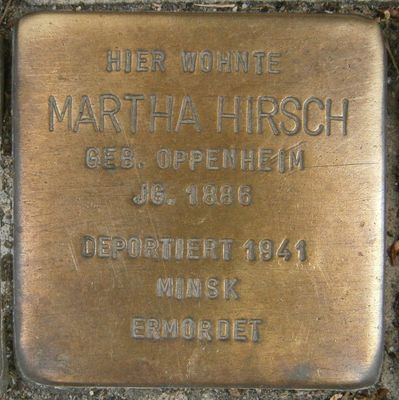 HIER WOHNTE
MARTHA HIRSCH
GEB. OPPENHEIM
JG. 1886
DEPORTIERT 1941
MINSK
ERMORDET